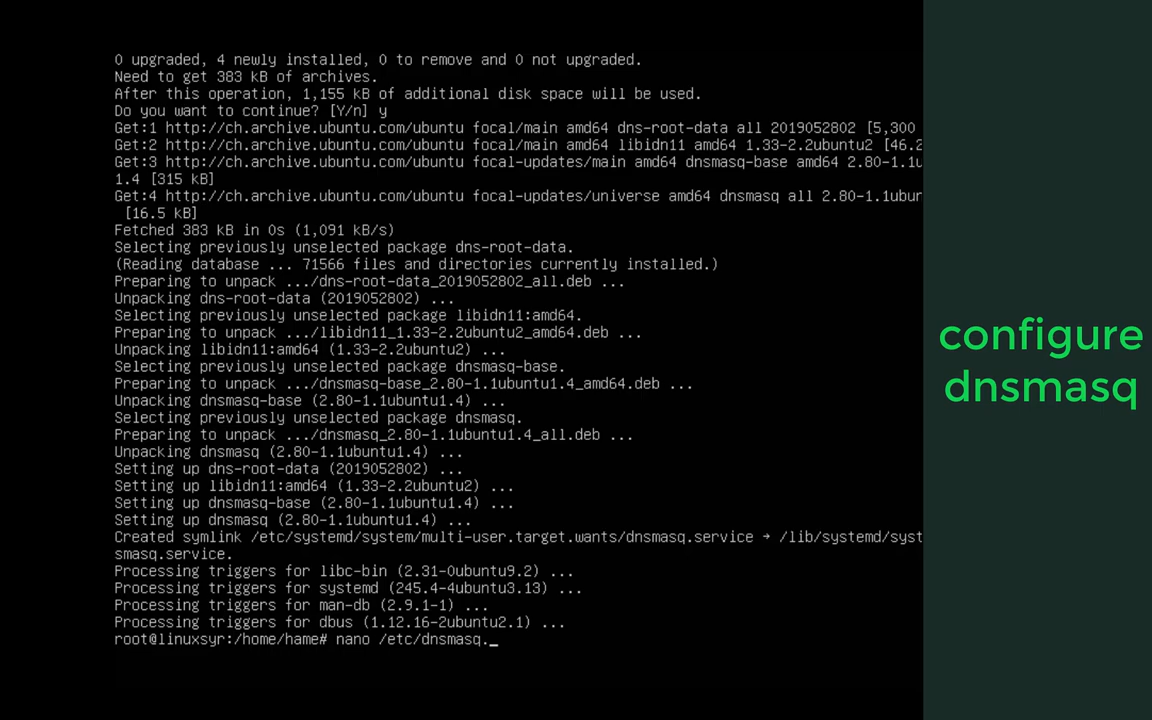 0 upgraded, 4 newly installed, 0 to remove and 0 not upgraded.
Need to get 383 kB of archives.
After this operation, 1,155 kB of additional disk space will be used.
Do you want to continue? [Y/n] y
Get:1 http://ch.archive.ubuntu.com/ubuntu focal/main amd64 dns-root-data all 2019052802 [5,300
Get:2 http://ch.archive.ubuntu.com/ubuntu focal/main amd64 libidn11 amd64 1.33-2.2ubuntu2 [46.2
Get:3 http://ch.archive.ubuntu.com/ubuntu focal-updates/main amd64 dnsmasq-base amd64 2.80-1.1u
1.4 [315 kB]
Get:4 http://ch.archive.ubuntu.com/ubuntu focal-updates/universe amd64 dnsmasq all 2.80-1.1ubur
[16.5 kB]
Fetched 383 kB in 0s (1,091 kB/s)
Selecting previously unselected package dns-root-data.
(Reading database ... 71566 files and directories currently installed.)
Preparing to unpack .../dns-root-data_2019052802_all.deb ...
Unpacking dns-root-data (2019052802) ...
Selecting previously unselected package libidn11:amd64.
Preparing to unpack .../libidn11_1.33-2.2ubuntu2_amd64.deb ...
Unpacking libidn11:amd64 (1.33-2.2ubuntu2) ...
Selecting previously unselected package dnsmasq-base.
Preparing to unpack .../dnsmasq-base_2.80-1.1ubuntu1.4_amd64.deb ...
Unpacking dnsmasq-base (2.80-1.1ubuntu1.4) ...
Selecting previously unselected package dnsmasq.
Preparing to unpack .../dnsmasq_2.80-1.1ubuntu1.4_all.deb ...
Unpacking dnsmasq (2.80-1.1ubuntu1.4) ...
Setting up dns-root-data (2019052802) ...
Setting up libidn11:amd64 (1.33-2.2ubuntu2) ...
Setting up dnsmasq-base (2.80-1.1ubuntu1.4) ...
Setting up dnsmasq (2.80-1.1ubuntu1.4) ...
Created symlink /etc/systemd/system/multi-user.target.wants/dnsmasq.service → /lib/systemd/syst
smasq.service.
Processing triggers for libc-bin (2.31-0ubuntu9.2) ...
Processing triggers for systemd (245.4-4ubuntu3.13) ...
Processing triggers for man-db (2.9.1-1) ...
Processing triggers for dbus (1.12.16-2ubuntu2.1) ...
root@linuxsyr:/home/hame# nano /etc/dnsmasq._
configure
dnsmasq